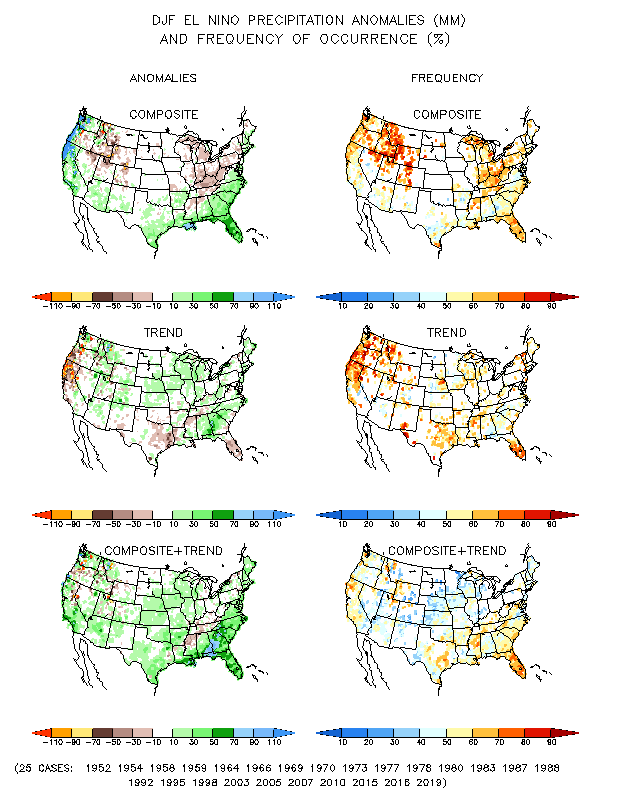 DJF EL NINO PRECIPITATION ANOMALIES (MM)
AND FREQUENCY OF OCCURRENCE (%)
ANOMALIES FREQUENCY
COMPOSITE COMPOSITE
-110 -90 -70 -50 -30 -10 10 30 50 70 90 110 10 20 30 40 50 60 70 80 90
TREND TREND
-110 -90 -70 -50 -30 -10 10 30 50 70 90 110 10 20 30 40 50 60 70 80 90
COMPOSITE+TREND COMPOSITE+TREND
-110 -90 -70 -50 -30 -10 10 30 50 70 90 110 10 20 30 40 50 60 70 80 90
(25 CASES: 1952 1954 1958 1959 1964 1966 1969 1970 1973 1977 1978 1980 1983 1987 1988
1992 1995 1998 2003 2005 2007 2010 2015 2016 2019)